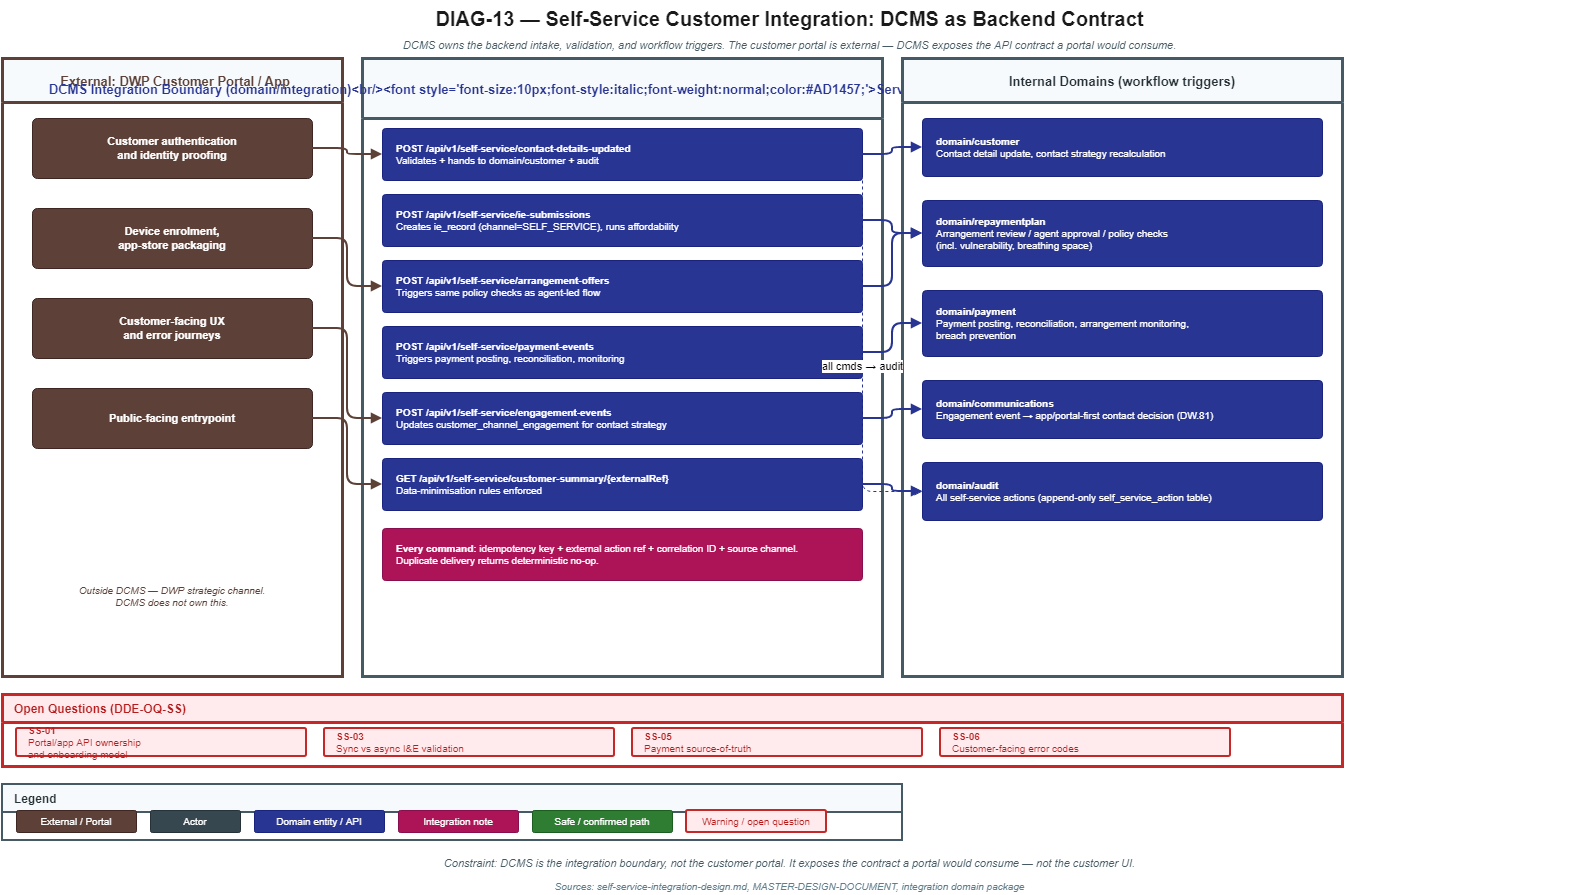 DIAG-13 — Self-Service Customer Integration: DCMS as Backend Contract
DCMS owns the backend intake, validation, and workflow triggers. The customer portal is external — DCMS exposes the API contract a portal would consume.
External: DWP Customer Portal / App
DCMS Integration Boundary (domain/integration)<br/><font style='font-size:10px;font-style:italic;font-weight:normal;color:#AD1457;'>Serv
Internal Domains (workflow triggers)
Customer authentication
and identity proofing
Device enrolment,
app-store packaging
Customer-facing UX
and error journeys
Public-facing entrypoint
Outside DCMS — DWP strategic channel.
DCMS does not own this.
POST /api/v1/self-service/contact-details-updated
Validates + hands to domain/customer + audit
POST /api/v1/self-service/ie-submissions
Creates ie_record (channel=SELF_SERVICE), runs affordability
POST /api/v1/self-service/arrangement-offers
Triggers same policy checks as agent-led flow
POST /api/v1/self-service/payment-events
Triggers payment posting, reconciliation, monitoring
all cmds → audit
POST /api/v1/self-service/engagement-events
Updates customer_channel_engagement for contact strategy
GET /api/v1/self-service/customer-summary/{externalRef}
Data-minimisation rules enforced
Every command: idempotency key + external action ref + correlation ID + source channel.
Duplicate delivery returns deterministic no-op.
domain/customer
Contact detail update, contact strategy recalculation
domain/repaymentplan
Arrangement review / agent approval / policy checks
(incl. vulnerability, breathing space)
domain/payment
Payment posting, reconciliation, arrangement monitoring,
breach prevention
domain/communications
Engagement event → app/portal-first contact decision (DW.81)
domain/audit
All self-service actions (append-only self_service_action table)
Open Questions (DDE-OQ-SS)
SS-01
Portal/app API ownership
and onboarding model
SS-03
Sync vs async I&E validation
SS-05
Payment source-of-truth
SS-06
Customer-facing error codes
Legend
External / Portal
Actor
Domain entity / API
Integration note
Safe / confirmed path
Warning / open question
Constraint: DCMS is the integration boundary, not the customer portal. It exposes the contract a portal would consume — not the customer UI.
Sources: self-service-integration-design.md, MASTER-DESIGN-DOCUMENT, integration domain package